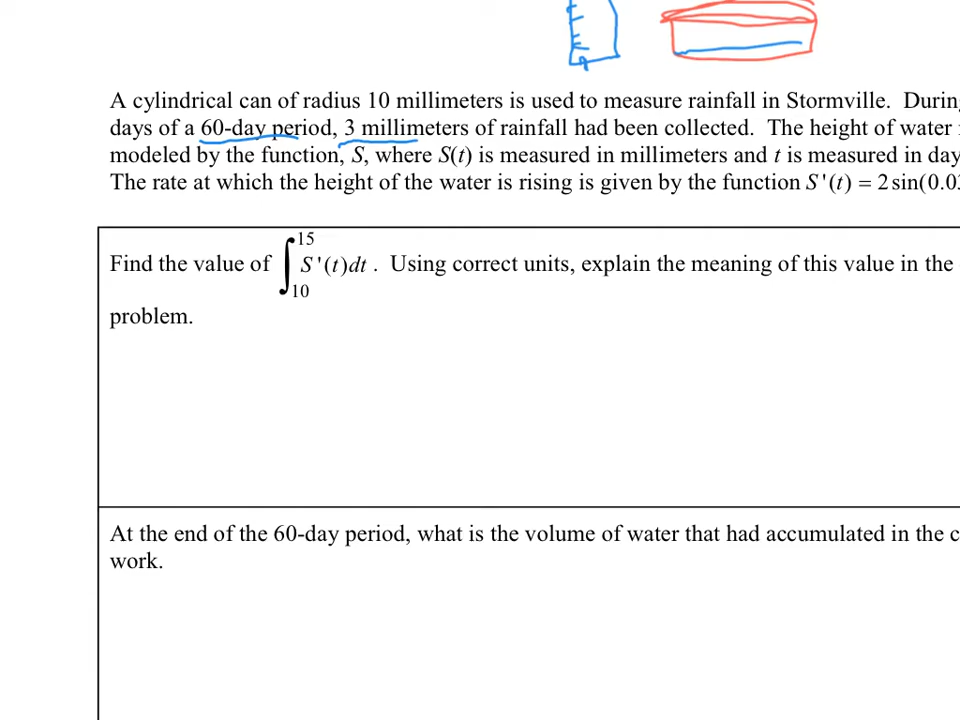 A cylindrical can of radius 10 millimeters is used to measure rainfall in Stormville. During
days of a 60-day period, 3 millimeters of rainfall had been collected. The height of water
modeled by the function, S, where S(t) is measured in millimeters and t is measured in day
The rate at which the height of the water is rising is given by the function S'(t) = 2 sin(0.03
Find the value of ∫₁₀¹⁵ S'(t)dt. Using correct units, explain the meaning of this value in the
problem.
At the end of the 60-day period, what is the volume of water that had accumulated in the c
work.